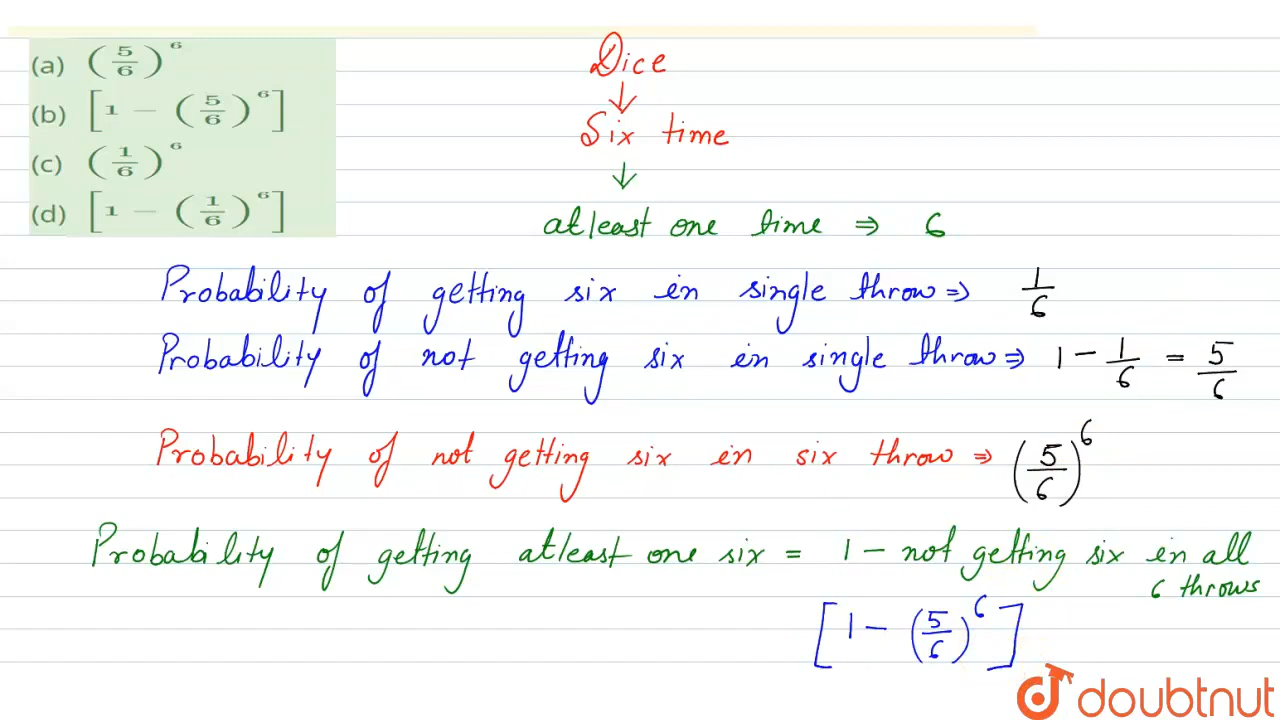 (a) (5/6)^6
(b) [1 − (5/6)^6]
(c) (1/6)^6
(d) [1 − (1/6)^6]
Dice
↓
Six time
↓
atleast one time ⇒ 6
Probability of getting six in single throw ⇒ 1/6
Probability of not getting six in single throw ⇒ 1 − 1/6 = 5/6
Probability of not getting six in six throw ⇒ (5/6)^6
Probability of getting atleast one six = 1 − not getting six in all
6 throws
[1 − (5/6)^6]
doubtnut